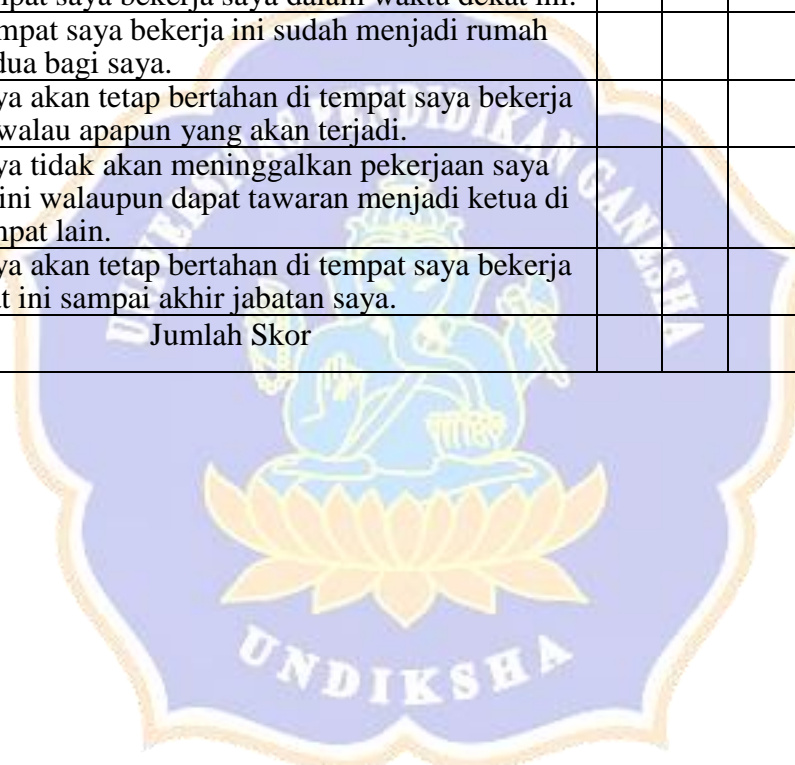 mpat saya bekerja saya dalam waktu dekat ini.
mpat saya bekerja ini sudah menjadi rumah
dua bagi saya.
ya akan tetap bertahan di tempat saya bekerja
walau apapun yang akan terjadi.
ya tidak akan meninggalkan pekerjaan saya
ini walaupun dapat tawaran menjadi ketua di
mpat lain.
ya akan tetap bertahan di tempat saya bekerja
t ini sampai akhir jabatan saya.
Jumlah Skor
UNIVERSITAS PENDIDIKAN GANESHA
UNDIKSHA